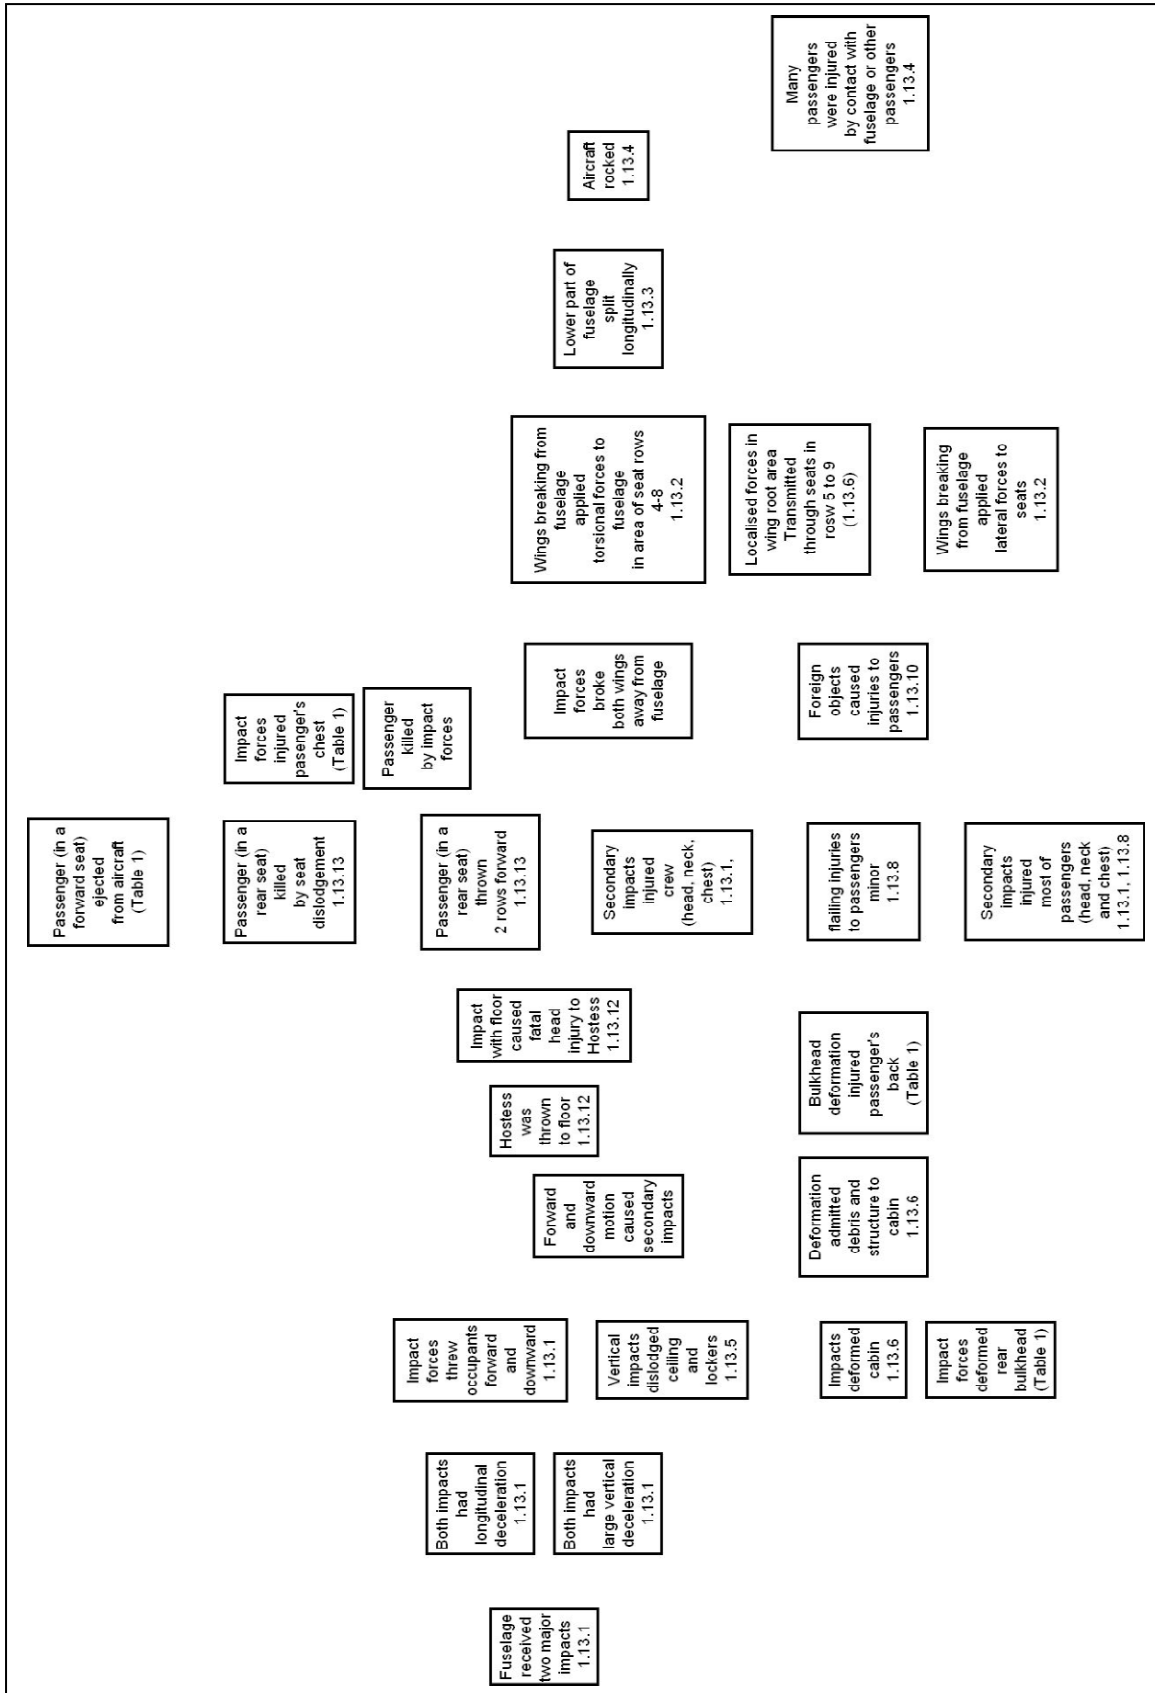 Fuselage
received
two major
impacts
1.13.1
Both impacts
had
longitudinal
deceleration
1.13.1
Both impacts
had
large vertical
deceleration
1.13.1
Impact
forces
threw
occupants
forward
and
downward
1.13.1
Vertical
impacts
dislodged
ceiling
and
lockers
1.13.5
Impacts
deformed
cabin
1.13.6
Impact
forces
deformed
rear
bulkhead
(Table 1)
Forward
and
downward
motion
caused
secondary
impacts
Deformation
admitted
debris and
structure to
cabin
1.13.6
Hostess
was
thrown
to floor
1.13.12
Bulkhead
deformation
injured
passenger's
back
(Table 1)
Impact
with floor
caused
fatal
head
injury to
Hostess
1.13.12
Passenger (in a
forward seat)
ejected
from aircraft
(Table 1)
Passenger (in a
rear seat)
killed
by seat
dislodgement
1.13.13
Passenger (in a
rear seat)
thrown
2 rows forward
1.13.13
Secondary
impacts
injured
crew
(head, neck,
chest)
1.13.1,
flailing injuries
to passengers
minor
1.13.8
Secondary
impacts
injured
most of
passengers
(head, neck
and chest)
1.13.1, 1.13.8
Impact
forces
injured
pasenger's
chest
(Table 1)
Passenger
killed
by impact
forces
Impact
forces
broke
both wings
away from
fuselage
Foreign
objects
caused
injuries to
passengers
1.13.10
Wings breaking from
fuselage
applied
torsional forces to
fuselage
in area of seat rows
4-8
1.13.2
Localised forces in
wing root area
Transmitted
through seats in
rosw 5 to 9
(1.13.6)
Wings breaking
from fuselage
applied
lateral forces to
seats
1.13.2
Lower part of
fuselage
split
longitudinally
1.13.3
Aircraft
rocked
1.13.4
Many
passengers
were injured
by contact with
fuselage or other
passengers
1.13.4